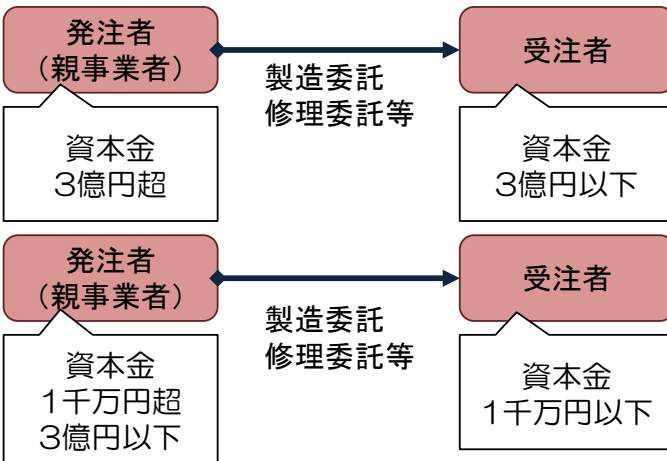 発注者
（親事業者）
製造委託
修理委託等
受注者
資本金
3億円超
資本金
3億円以下
発注者
（親事業者）
製造委託
修理委託等
受注者
資本金
1千万円超
3億円以下
資本金
1千万円以下